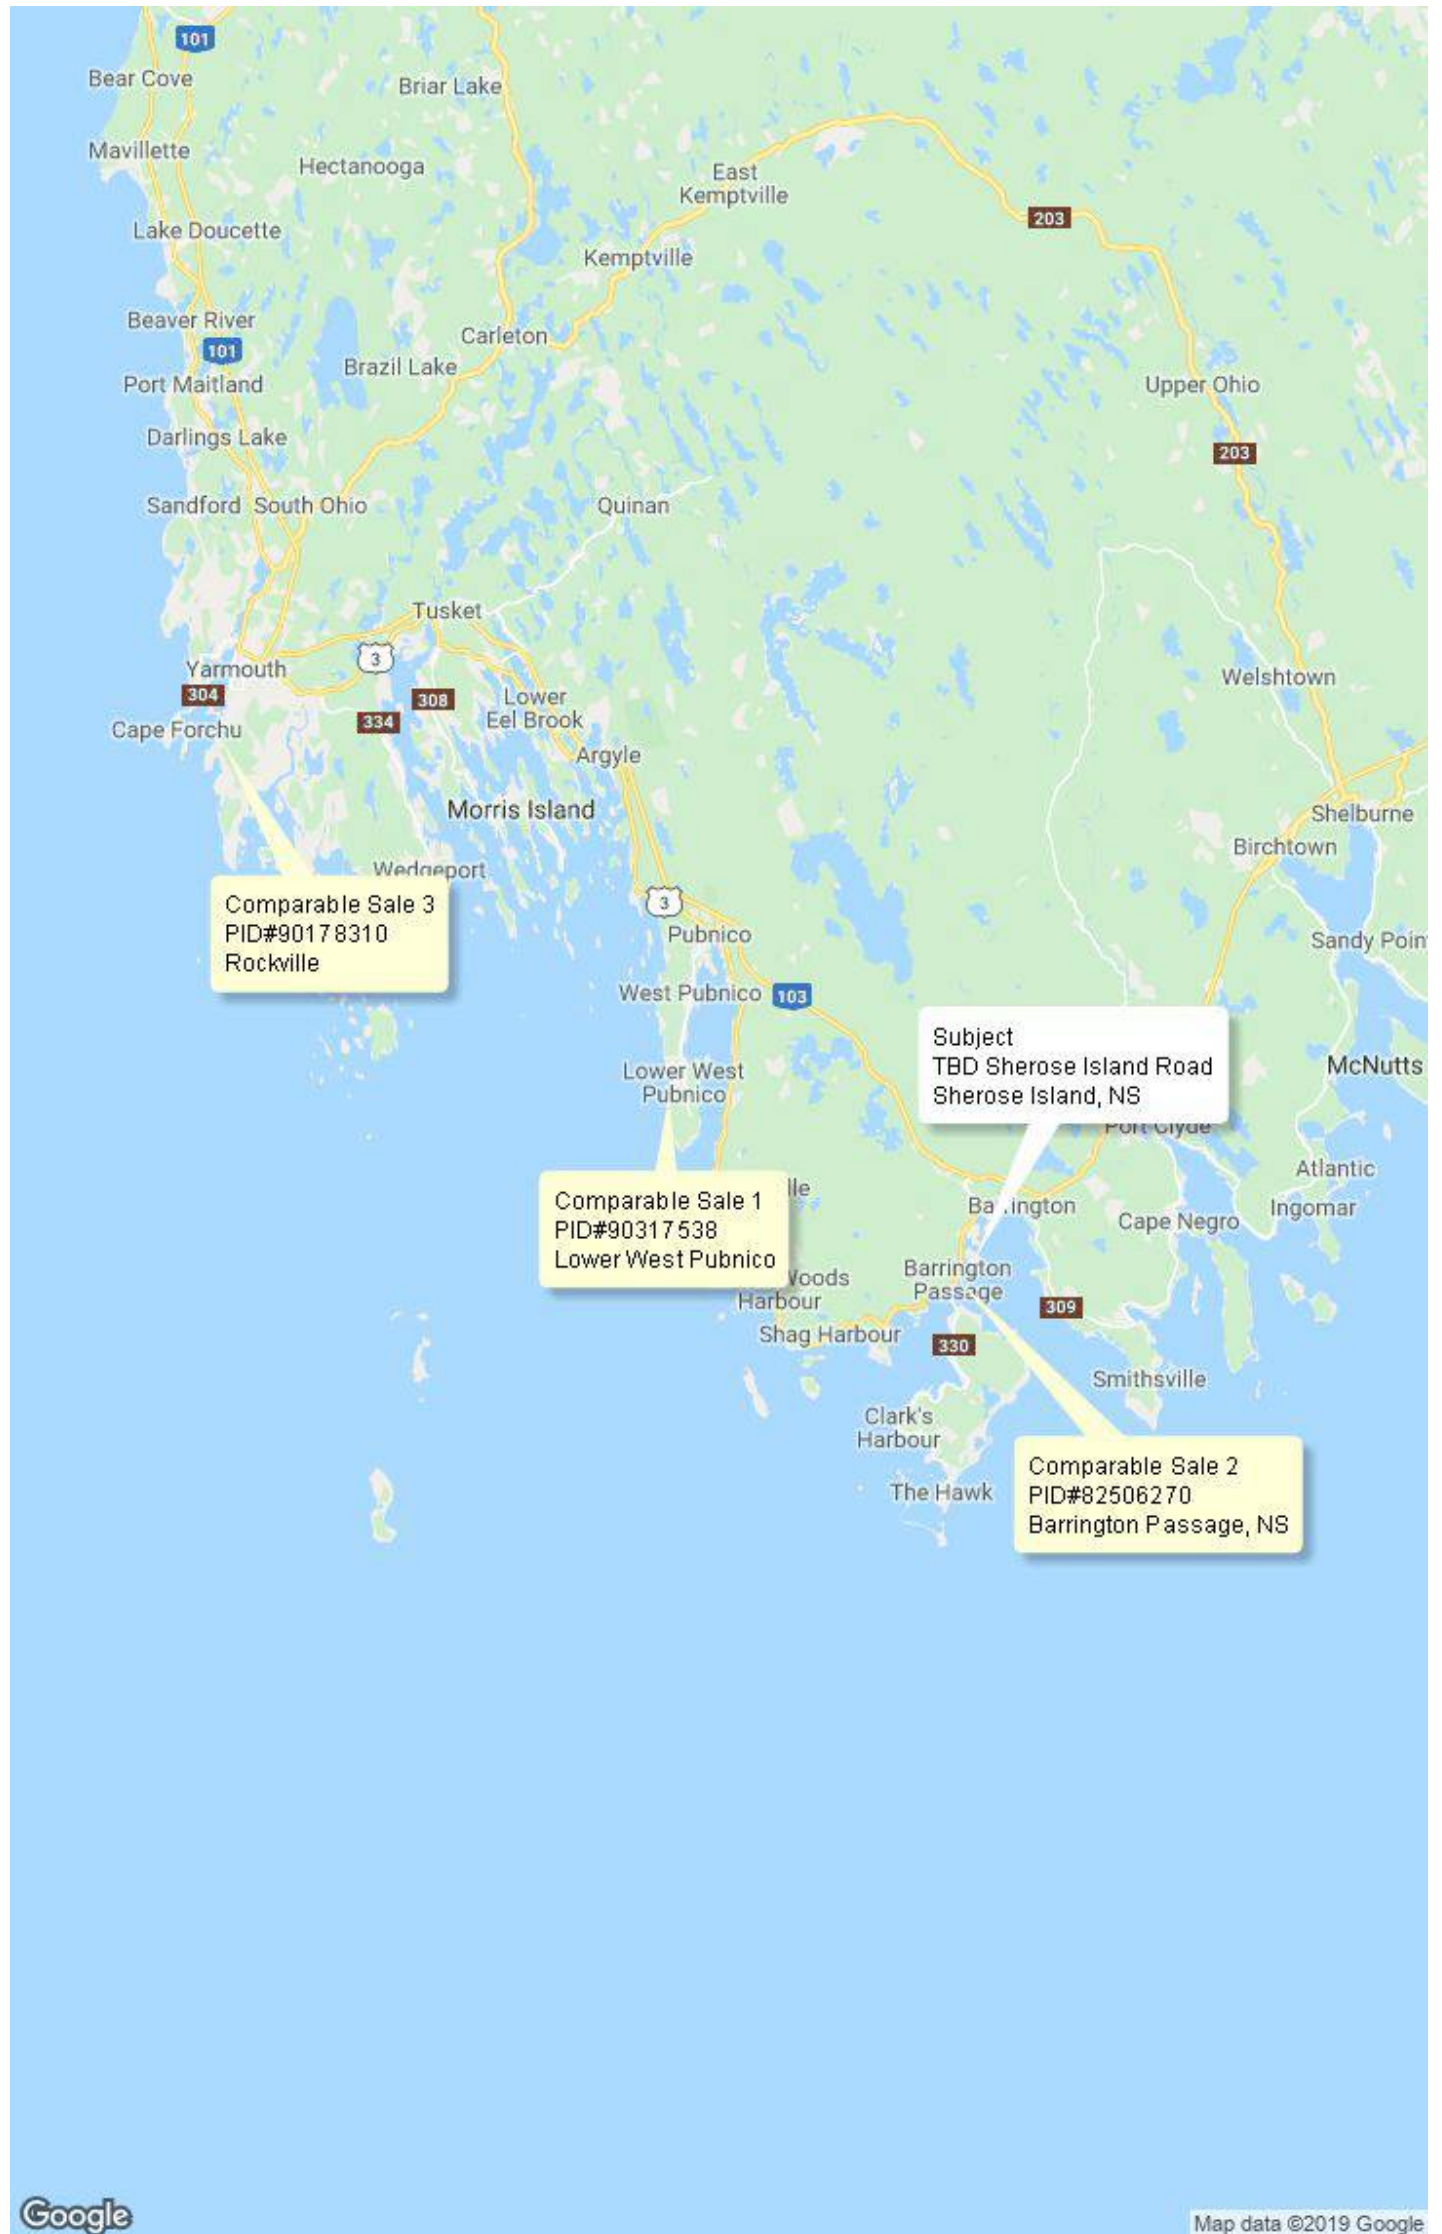 101
Bear Cove
Briar Lake
Mavillette
Hectanooga
East
Kemptville
203
Lake Doucette
Kemptville
Beaver River
101
Carleton
Brazil Lake
Port Maitland
Upper Ohio
Darlings Lake
203
Sandford
South Ohio
Quinan
Tusket
3
Yarmouth
304
308
334
Lower
Eel Brook
Cape Forchu
Welshtown
Argyle
Morris Island
Shelburne
Birchtown
Wedgeport
Comparable Sale 3
PID#90178310
Rockville
3
Pubnico
Sandy Poin
West Pubnico
103
Subject
TBD Sherose Island Road
Sherose Island, NS
McNutts
Lower West
Pubnico
Port Clyde
Atlantic
Ingomar
Comparable Sale 1
PID#90317538
Lower West Pubnico
lle
Barrington
Cape Negro
Woods
Harbour
Barrington
Passage
309
Shag Harbour
330
Smithsville
Clark's
Harbour
The Hawk
Comparable Sale 2
PID#82506270
Barrington Passage, NS
Google
Map data ©2019 Google